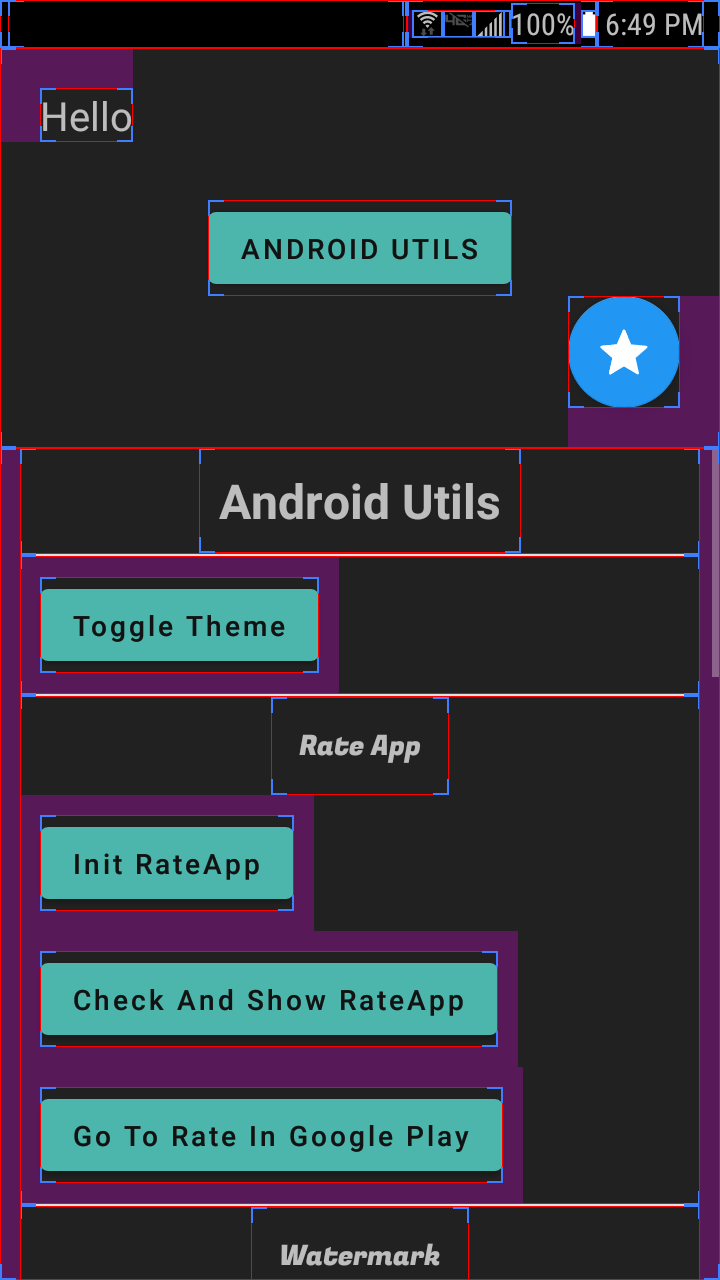 100% 6:49 PM
Hello
ANDROID UTILS
Android Utils
Toggle Theme
Rate App
Init RateApp
Check And Show RateApp
Go To Rate In Google Play
Watermark